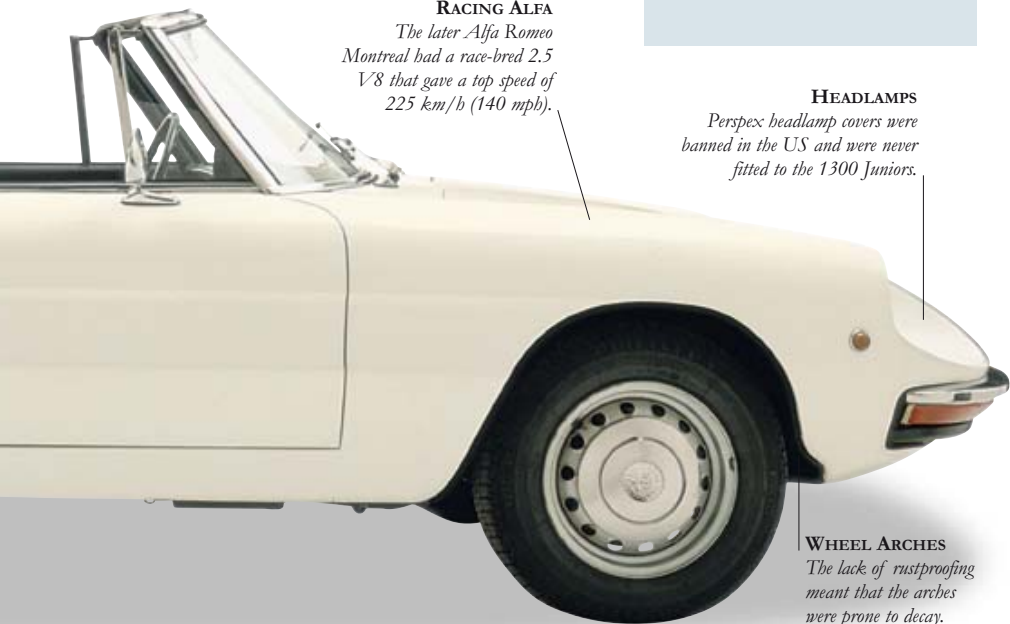 RACING ALFA
The later Alfa Romeo
Montreal had a race-bred 2.5
V8 that gave a top speed of
225 km/h (140 mph).
HEADLAMPS
Perspex headlamp covers were
banned in the US and were never
fitted to the 1300 Juniors.
WHEEL ARCHES
The lack of rustproofing
meant that the arches
were prone to decay.